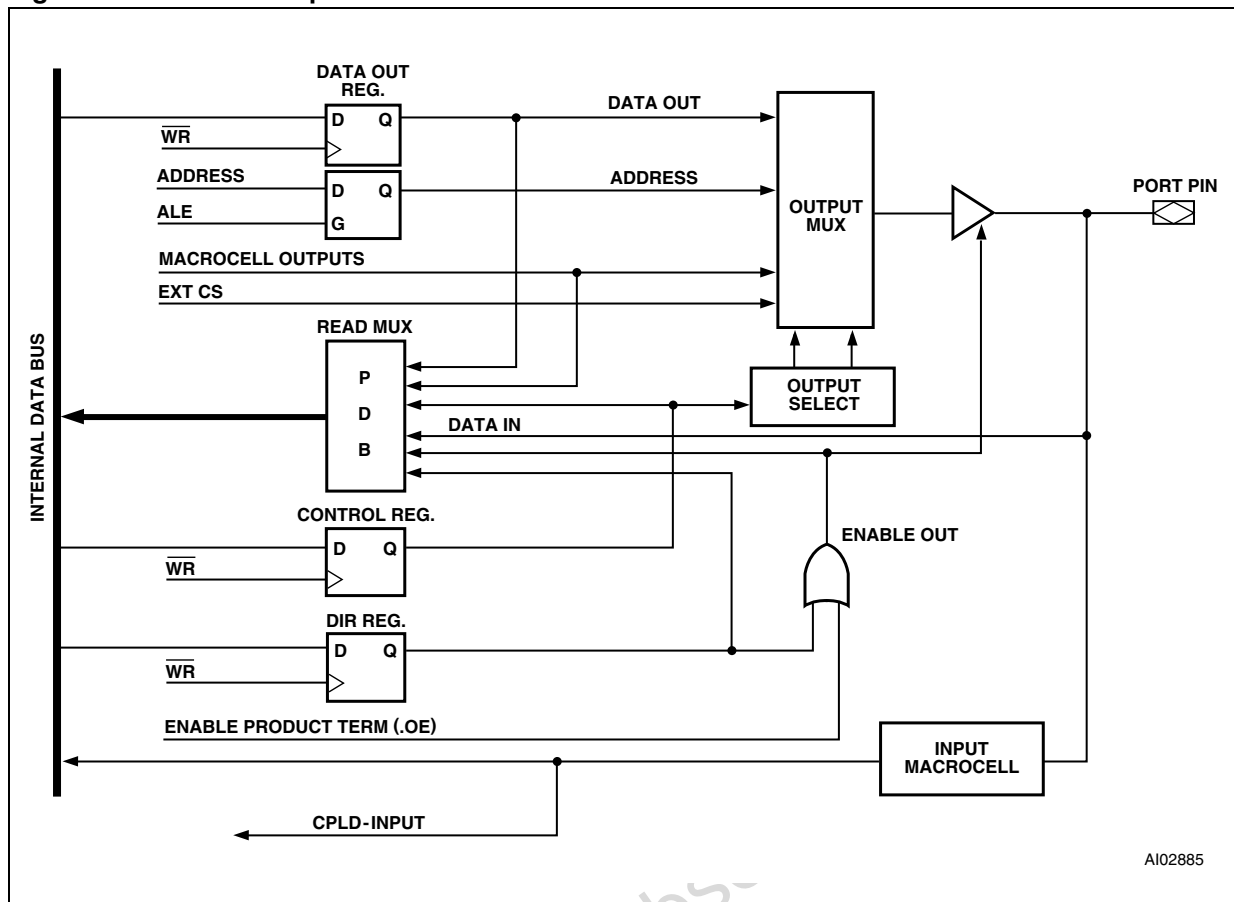 DATA OUT
REG.
D Q
WR
DATA OUT
ADDRESS
ALE
D Q
G
ADDRESS
OUTPUT
MUX
PORT PIN
MACROCELL OUTPUTS
EXT CS
READ MUX
P
D
B
OUTPUT
SELECT
DATA IN
INTERNAL DATA BUS
CONTROL REG.
D Q
WR
ENABLE OUT
DIR REG.
D Q
WR
ENABLE PRODUCT TERM (.OE)
INPUT
MACROCELL
CPLD-INPUT
AI02885